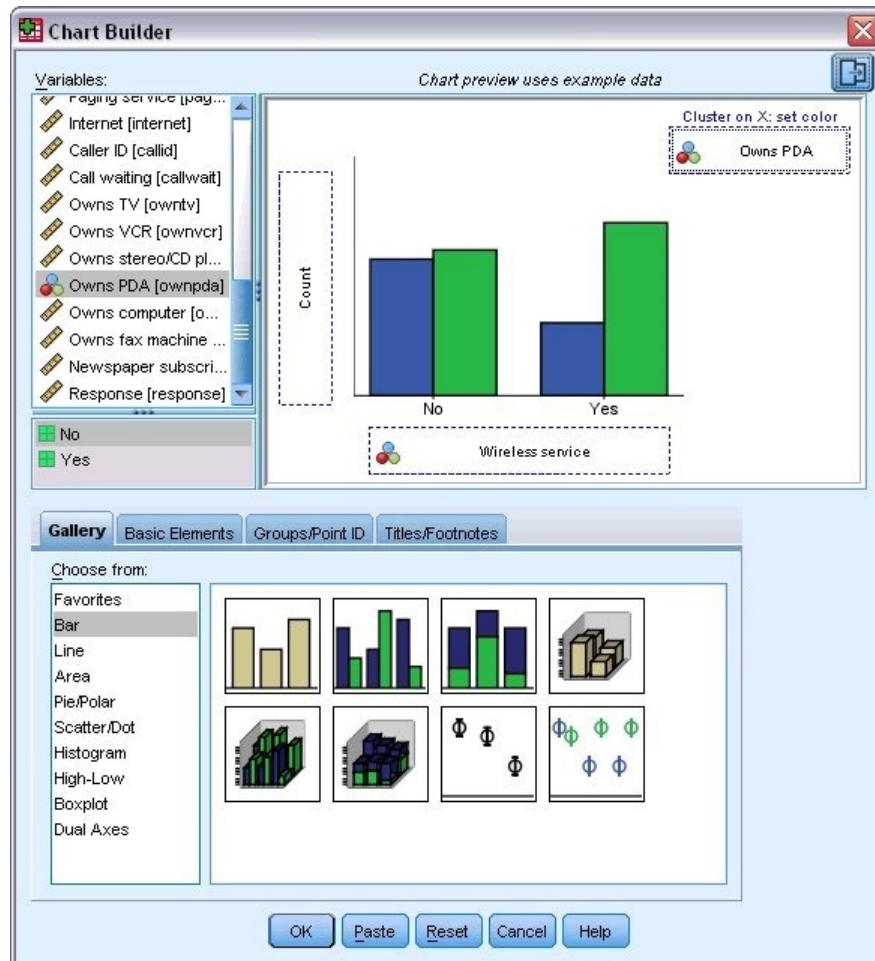 Chart Builder
Variables:
Chart preview uses example data
Paging service [pag...
Internet [internet]
Caller ID [callid]
Call waiting [callwait]
Owns TV [owntv]
Owns VCR [ownvcr]
Owns stereo/CD pl...
Owns PDA [ownpda]
Owns computer [o...
Owns fax machine ...
Newspaper subscri...
Response [response]
No
Yes
Cluster on X: set color
Owns PDA
Count
No
Yes
Wireless service
Gallery
Basic Elements
Groups/Point ID
Titles/Footnotes
Choose from:
Favorites
Bar
Line
Area
Pie/Polar
Scatter/Dot
Histogram
High-Low
Boxplot
Dual Axes
OK
Paste
Reset
Cancel
Help